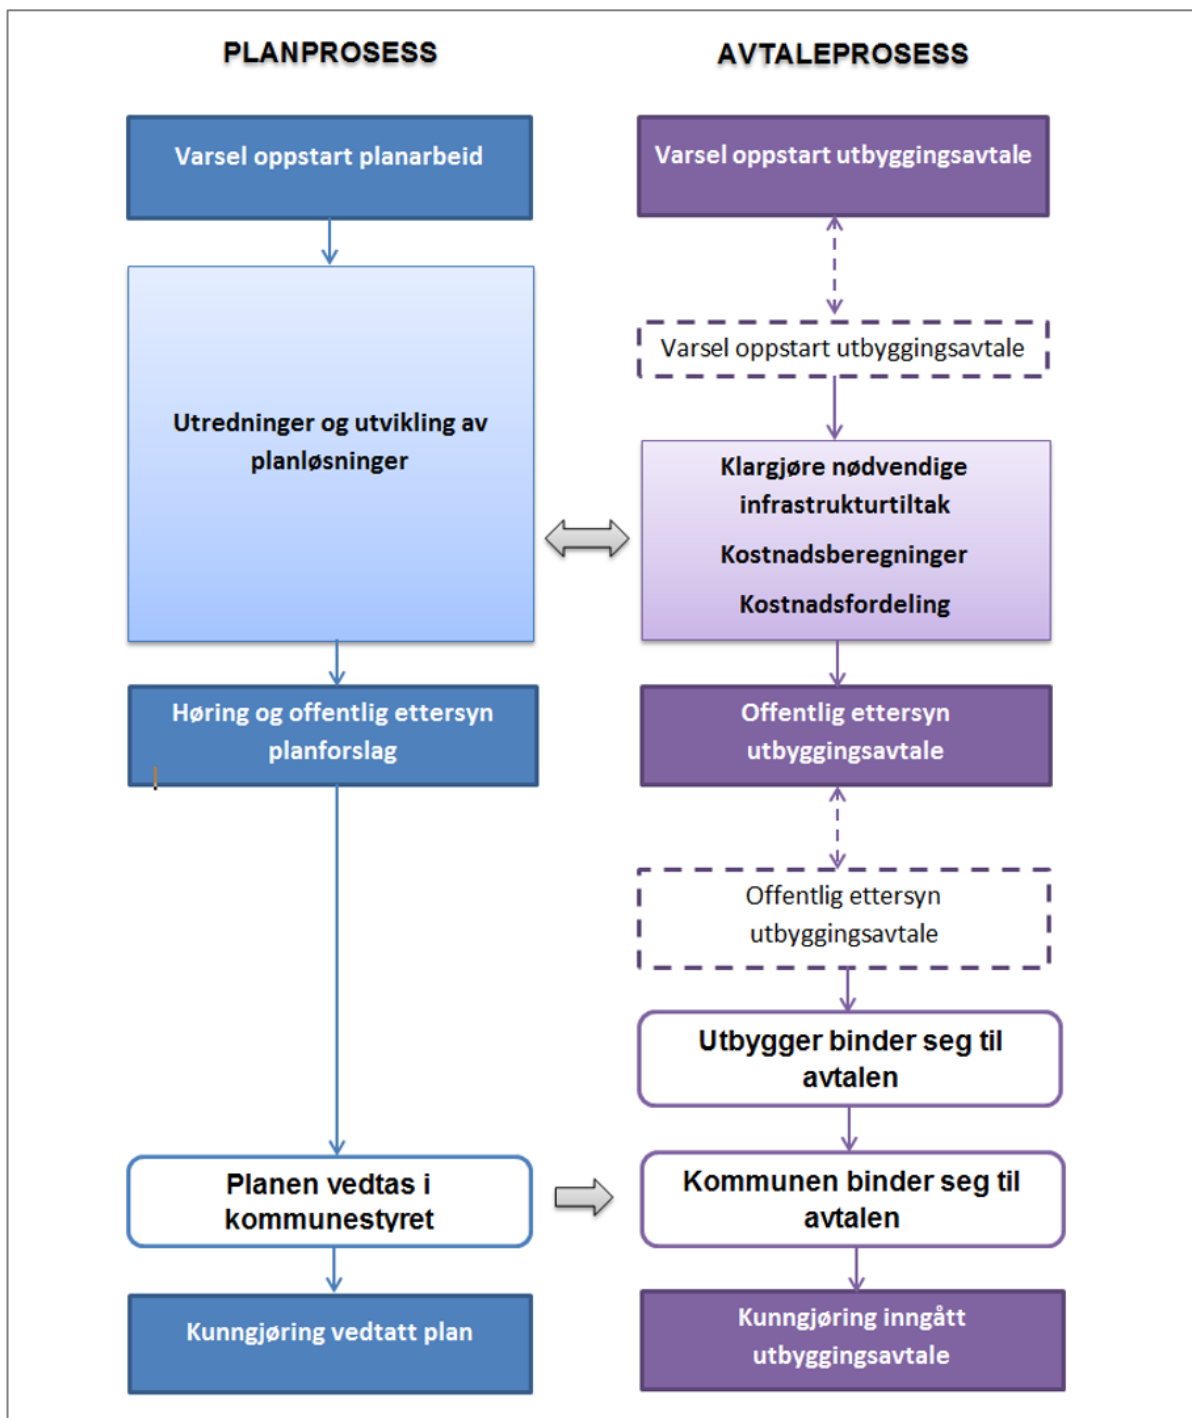 PLANPROSESS
AVTALEPROSESS
Varsel oppstart planarbeid
Varsel oppstart utbyggingsavtale
Varsel oppstart utbyggingsavtale
Utredninger og utvikling av
planløsninger
Klargjøre nødvendige
infrastrukturtiltak
Kostnadsberegninger
Kostnadsfordeling
Høring og offentlig ettersyn
planforslag
Offentlig ettersyn
utbyggingsavtale
Offentlig ettersyn
utbyggingsavtale
Utbygger binder seg til
avtalen
Planen vedtas i
kommunestyret
Kommunen binder seg til
avtalen
Kunngjøring vedtatt plan
Kunngjøring inngått
utbyggingsavtale